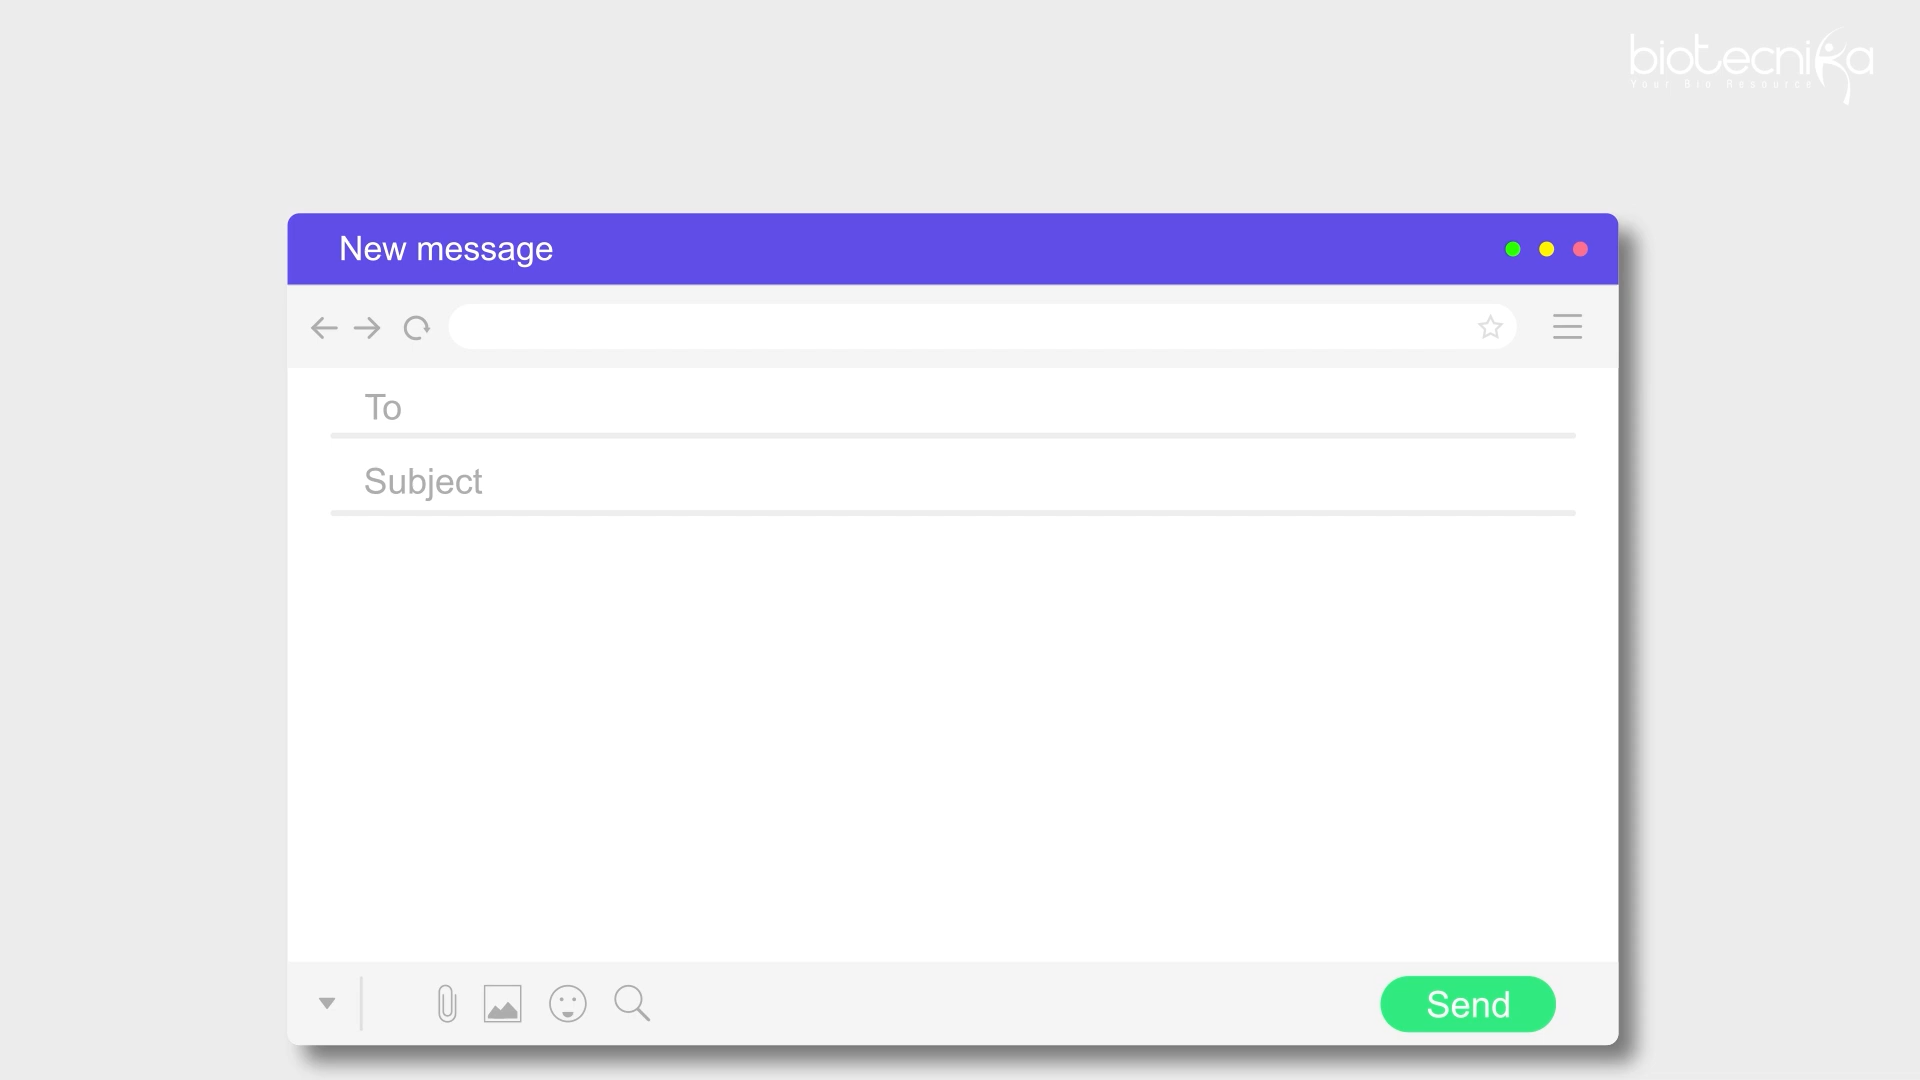 biotecnika
Your Bio Resource
New message
To
Subject
Send